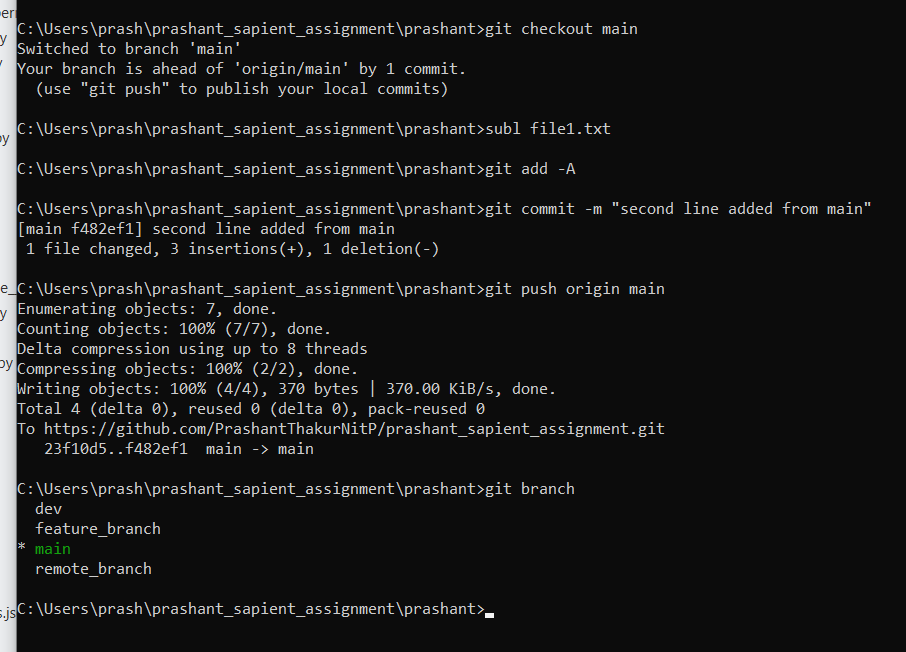 C:\Users\prash\prashant_sapient_assignment\prashant>git checkout main
Switched to branch 'main'
Your branch is ahead of 'origin/main' by 1 commit.
  (use "git push" to publish your local commits)
C:\Users\prash\prashant_sapient_assignment\prashant>subl file1.txt
C:\Users\prash\prashant_sapient_assignment\prashant>git add -A
C:\Users\prash\prashant_sapient_assignment\prashant>git commit -m "second line added from main"
[main f482ef1] second line added from main
 1 file changed, 3 insertions(+), 1 deletion(-)
C:\Users\prash\prashant_sapient_assignment\prashant>git push origin main
Enumerating objects: 7, done.
Counting objects: 100% (7/7), done.
Delta compression using up to 8 threads
Compressing objects: 100% (2/2), done.
Writing objects: 100% (4/4), 370 bytes | 370.00 KiB/s, done.
Total 4 (delta 0), reused 0 (delta 0), pack-reused 0
To https://github.com/PrashantThakurNitP/prashant_sapient_assignment.git
   23f10d5..f482ef1  main -> main
C:\Users\prash\prashant_sapient_assignment\prashant>git branch
  dev
  feature_branch
* main
  remote_branch
C:\Users\prash\prashant_sapient_assignment\prashant>